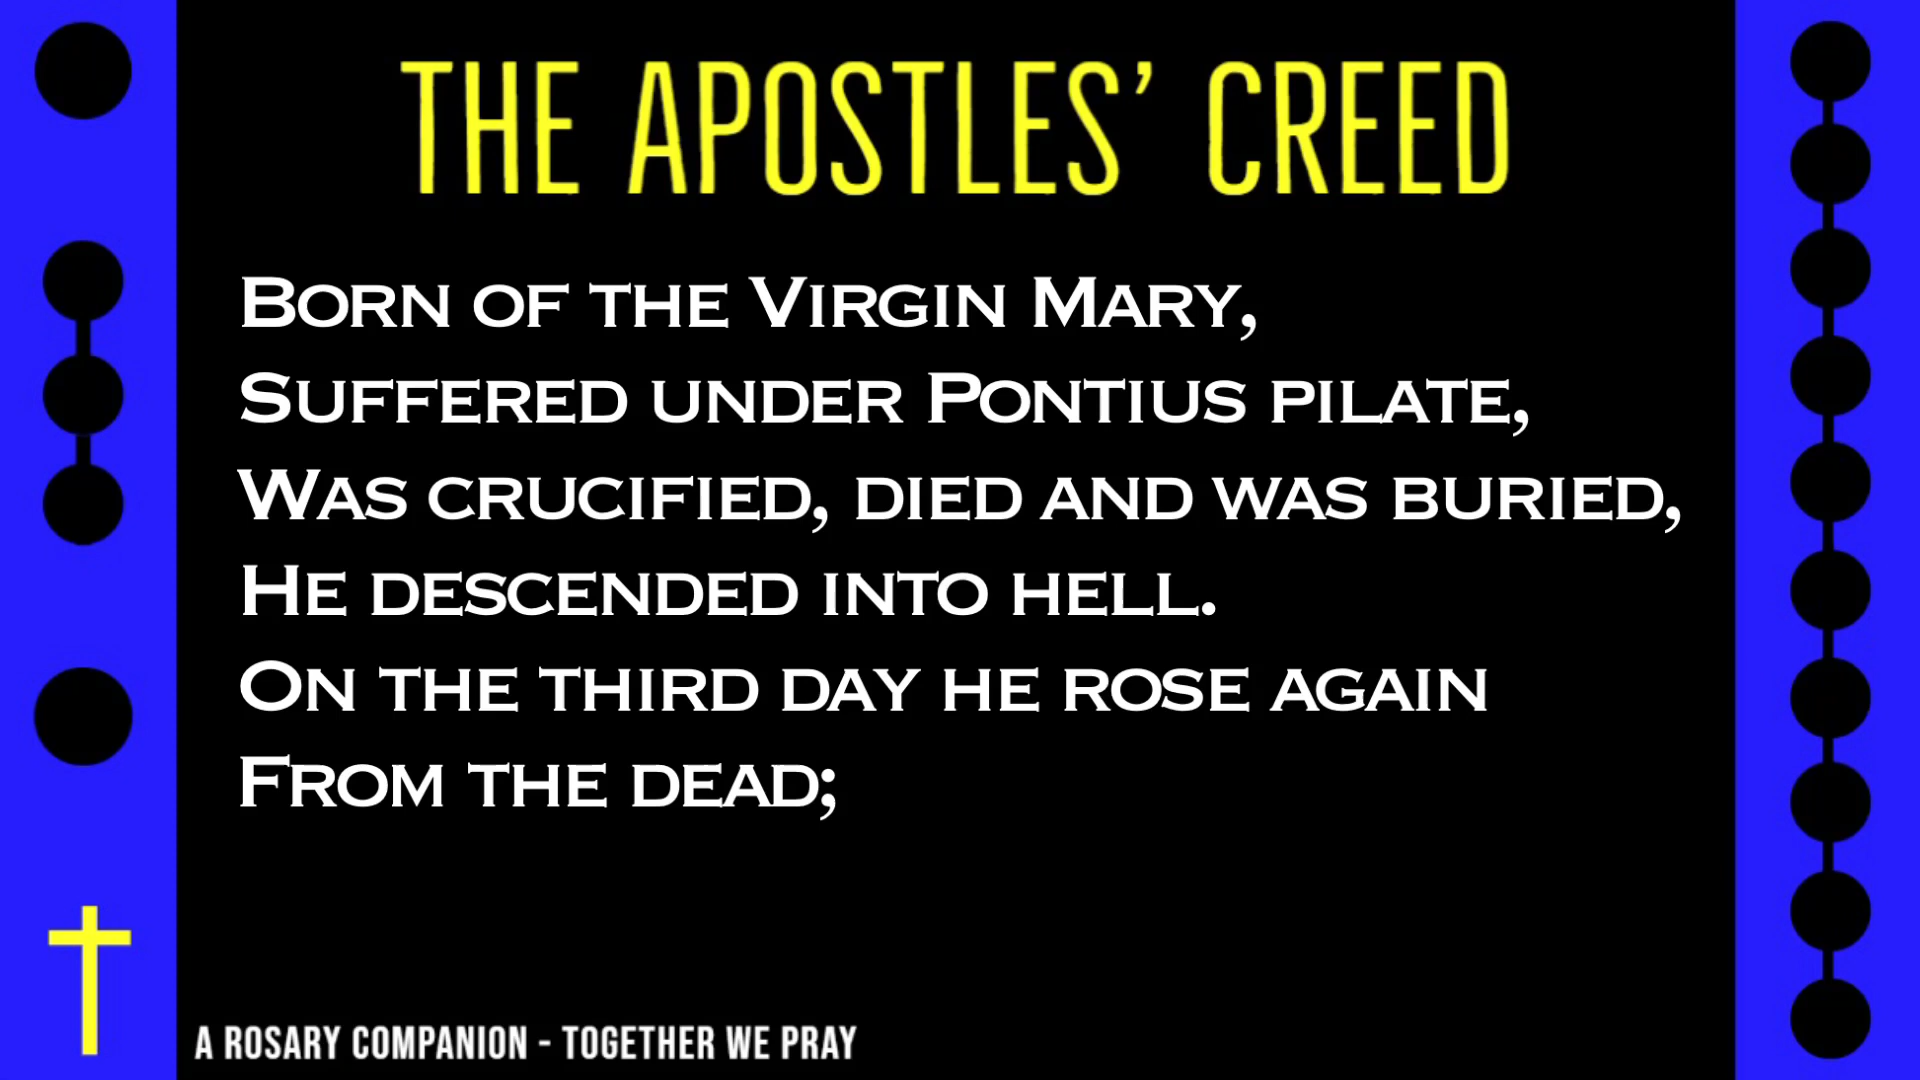 THE APOSTLES’ CREED
Born of the Virgin Mary,
Suffered under Pontius pilate,
Was crucified, died and was buried,
He descended into hell.
On the third day he rose again
From the dead;
A ROSARY COMPANION - TOGETHER WE PRAY